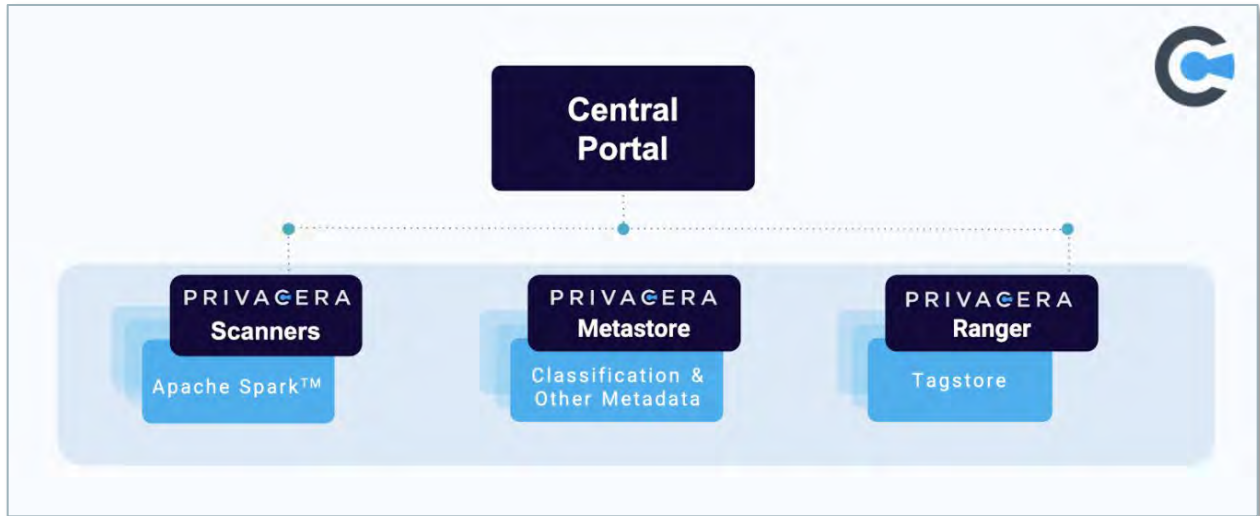 Central
Portal
PRIVACERA
Scanners
Apache Spark™
PRIVACERA
Metastore
Classification &
Other Metadata
PRIVACERA
Ranger
Tagstore